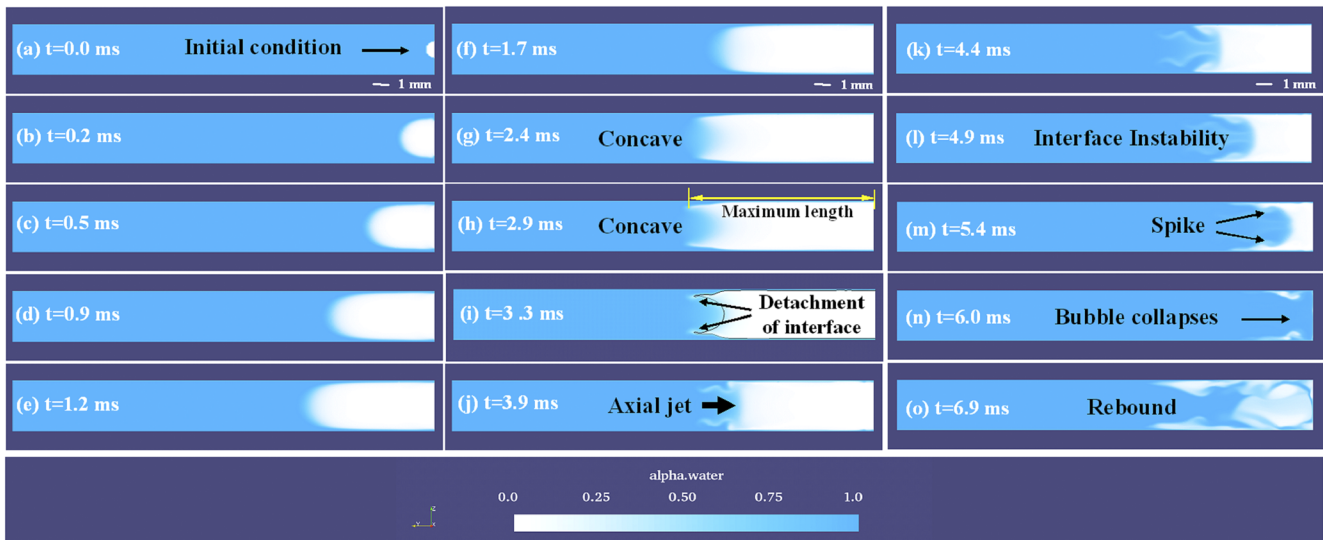 (a) t=0.0 ms Initial condition
1 mm
(b) t=0.2 ms
(c) t=0.5 ms
(d) t=0.9 ms
(e) t=1.2 ms
(f) t=1.7 ms
1 mm
(g) t=2.4 ms Concave
(h) t=2.9 ms Concave
Maximum length
(i) t=3 .3 ms
Detachment
of interface
(j) t=3.9 ms Axial jet
(k) t=4.4 ms
1 mm
(l) t=4.9 ms Interface Instability
(m) t=5.4 ms Spike
(n) t=6.0 ms Bubble collapses
(o) t=6.9 ms Rebound
alpha.water
0.0 0.25 0.50 0.75 1.0
Z
Y X